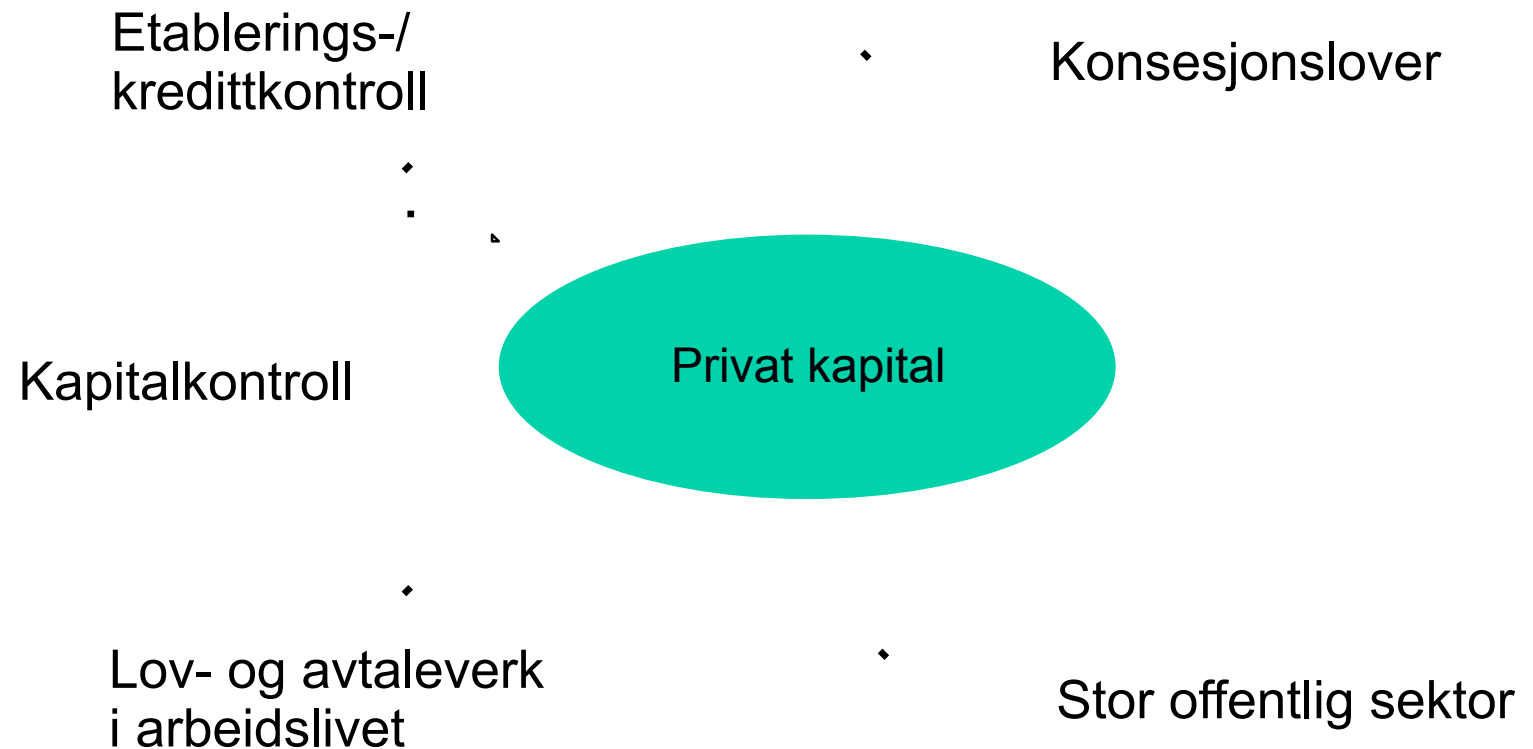 Etablerings-/
kredittkontroll
Konsesjonslover
Kapitalkontroll
Privat kapital
Lov- og avtaleverk
i arbeidslivet
Stor offentlig sektor